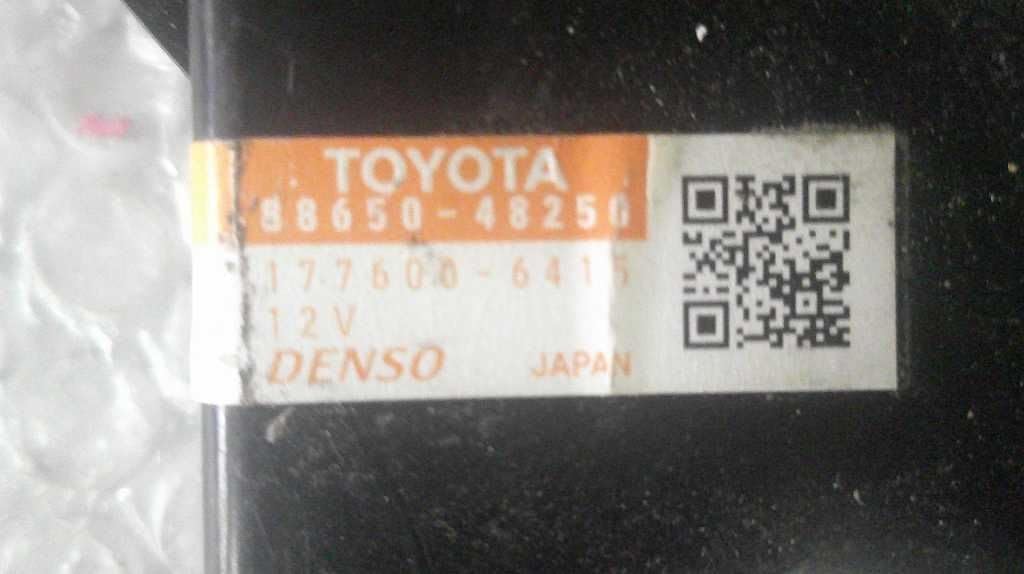 TOYOTA
88650-48250
177600-6415
12V
DENSO JAPAN